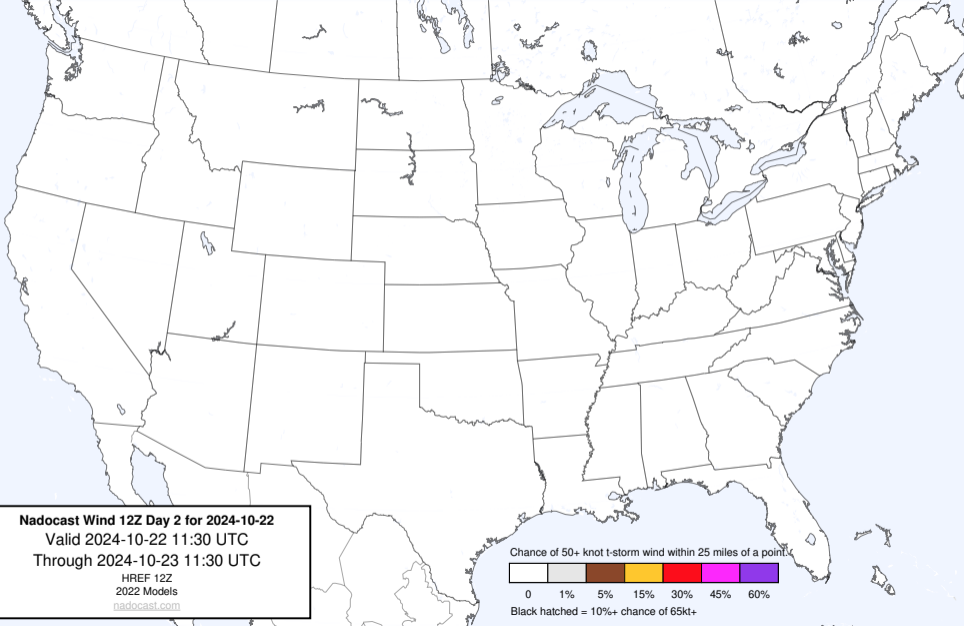 Nadocast Wind 12Z Day 2 for 2024-10-22
Valid 2024-10-22 11:30 UTC
Through 2024-10-23 11:30 UTC
HREF 12Z
2022 Models
nadocast.com
Chance of 50+ knot t-storm wind within 25 miles of a point.
0 1% 5% 15% 30% 45% 60%
Black hatched = 10%+ chance of 65kt+